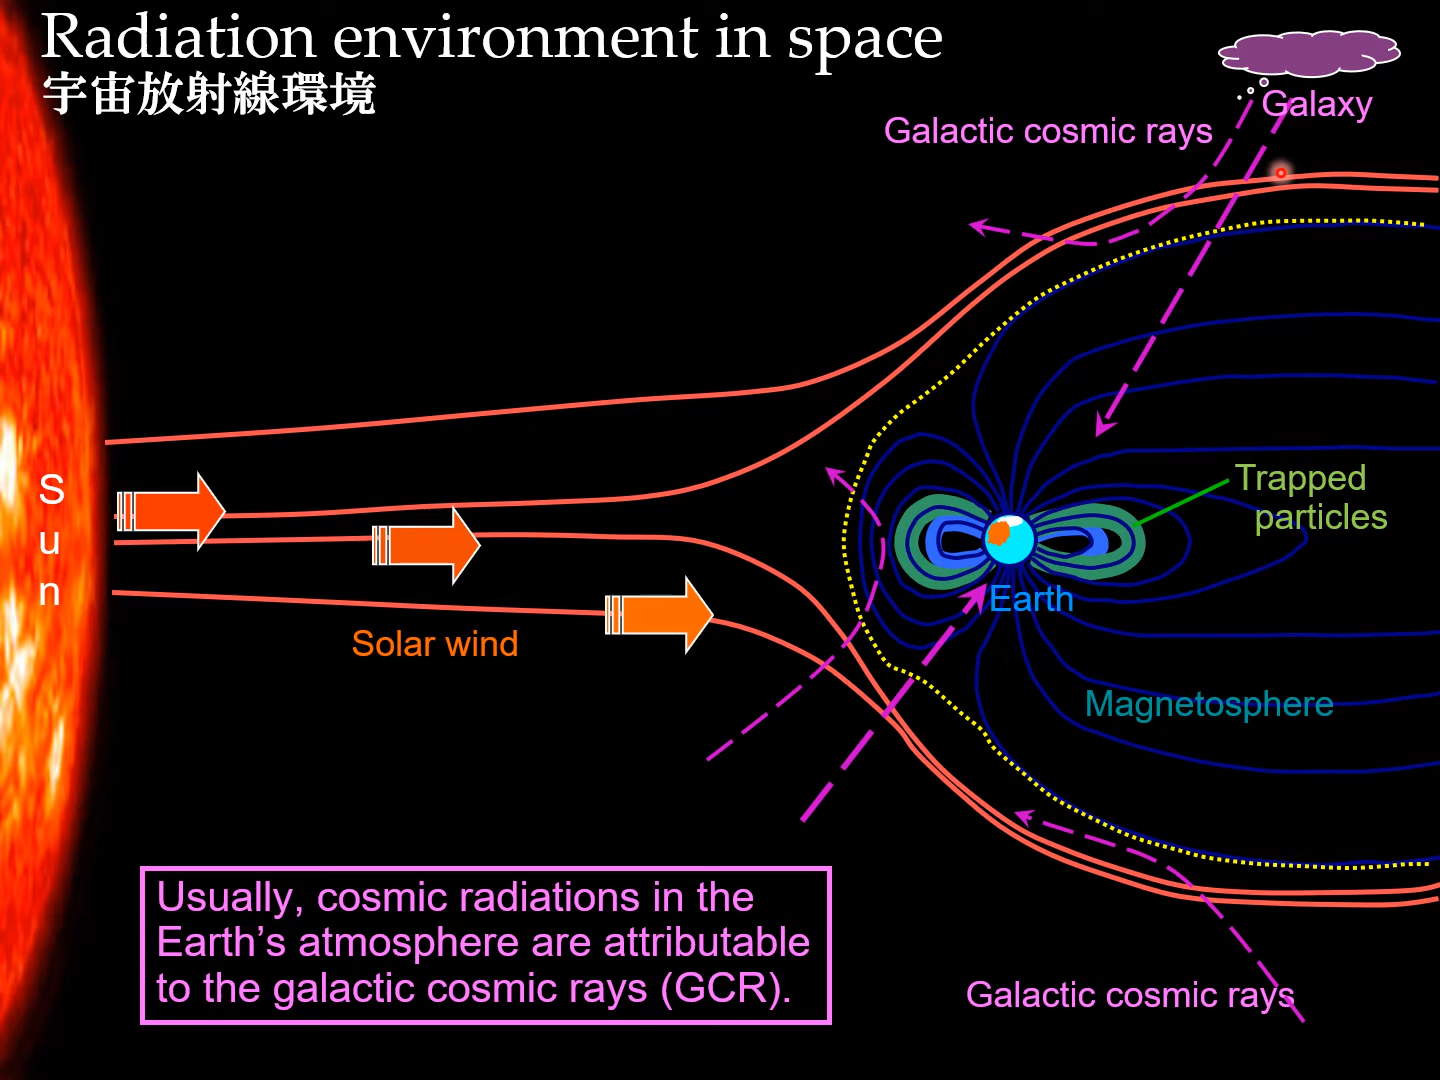 Radiation environment in space
宇宙放射線環境
Galaxy
Galactic cosmic rays
Sun
Trapped
particles
Earth
Solar wind
Magnetosphere
Usually, cosmic radiations in the
Earth’s atmosphere are attributable
to the galactic cosmic rays (GCR).
Galactic cosmic rays